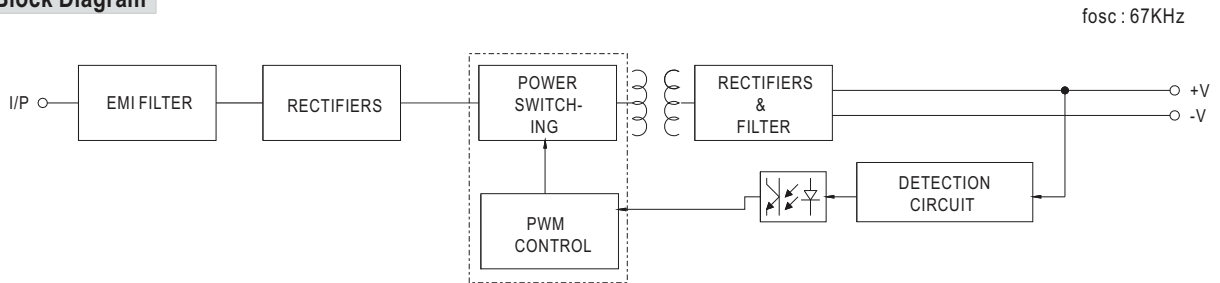 Block Diagram
fosc : 67KHz
I/P
EMI FILTER
RECTIFIERS
POWER
SWITCH-
ING
RECTIFIERS
&
FILTER
+V
-V
DETECTION
CIRCUIT
PWM
CONTROL